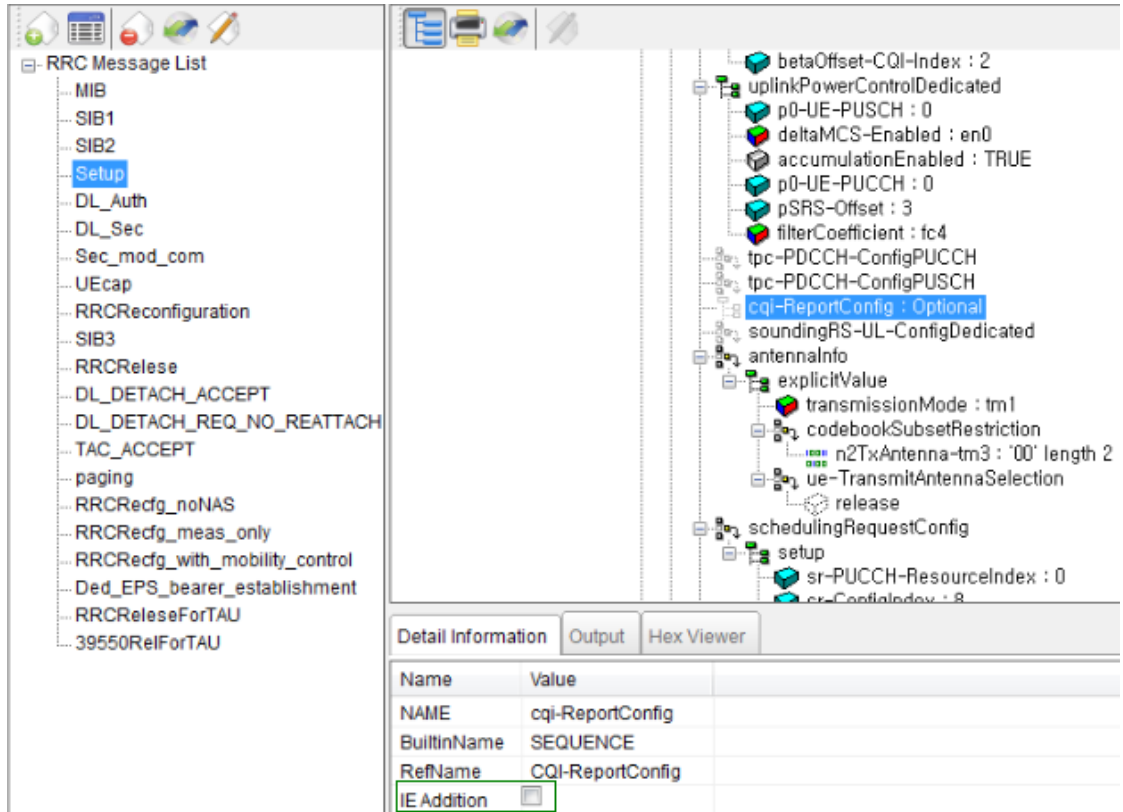 RRC Message List
MIB
SIB1
SIB2
Setup
DL_Auth
DL_Sec
Sec_mod_com
UEcap
RRCReconfiguration
SIB3
RRCRelese
DL_DETACH_ACCEPT
DL_DETACH_REQ_NO_REATTACH
TAC_ACCEPT
paging
RRCRecfg_noNAS
RRCRecfg_meas_only
RRCRecfg_with_mobility_control
Ded_EPS_bearer_establishment
RRCReleseForTAU
39550RelForTAU
betaOffset-CQI-Index : 2
uplinkPowerControlDedicated
p0-UE-PUSCH : 0
deltaMCS-Enabled : en0
accumulationEnabled : TRUE
p0-UE-PUCCH : 0
pSRS-Offset : 3
filterCoefficient : fc4
tpc-PDCCH-ConfigPUCCH
tpc-PDCCH-ConfigPUSCH
cqi-ReportConfig : Optional
soundingRS-UL-ConfigDedicated
antennaInfo
explicitValue
transmissionMode : tm1
codebookSubsetRestriction
n2TxAntenna-tm3 : '00' length 2
ue-TransmitAntennaSelection
release
schedulingRequestConfig
setup
sr-PUCCH-ResourceIndex : 0
sr-ConfigIndex : 8
Detail Information Output Hex Viewer
Name Value
NAME cqi-ReportConfig
BuiltinName SEQUENCE
RefName CQI-ReportConfig
IE Addition